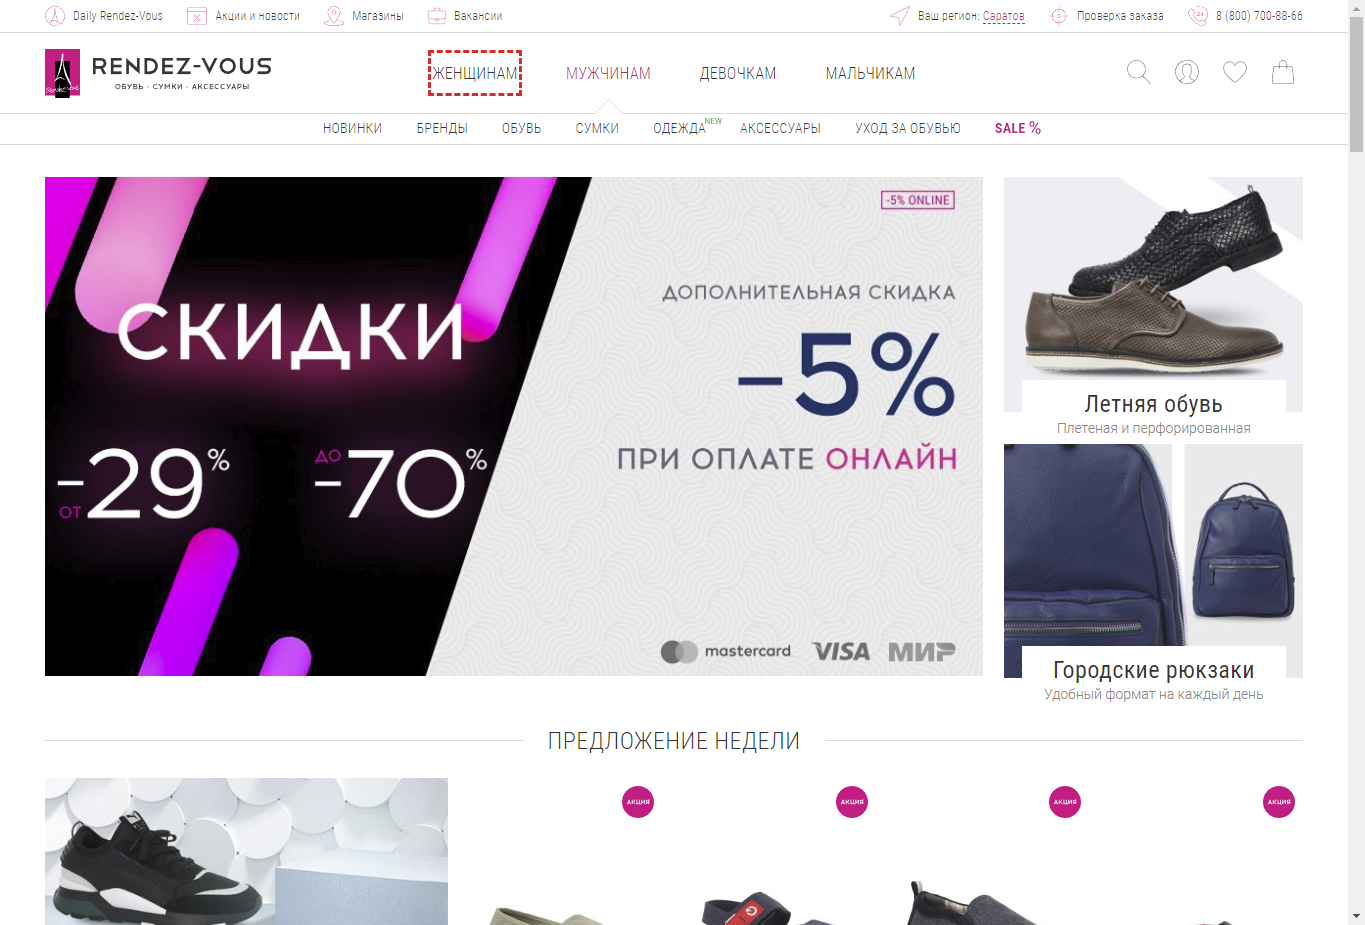 Daily Rendez-Vous
Акции и новости
Магазины
Вакансии
Ваш регион: Саратов
Проверка заказа
8 (800) 700-88-66
RENDEZ-VOUS
ОБУВЬ · СУМКИ · АКСЕССУАРЫ
ЖЕНЩИНАМ
МУЖЧИНАМ
ДЕВОЧКАМ
МАЛЬЧИКАМ
НОВИНКИ
БРЕНДЫ
ОБУВЬ
СУМКИ
ОДЕЖДА NEW
АКСЕССУАРЫ
УХОД ЗА ОБУВЬЮ
SALE %
СКИДКИ
ОТ -29%
ДО -70%
-5% ONLINE
ДОПОЛНИТЕЛЬНАЯ СКИДКА
-5%
ПРИ ОПЛАТЕ ОНЛАЙН
mastercard VISA МИР
Летняя обувь
Плетеная и перфорированная
Городские рюкзаки
Удобный формат на каждый день
ПРЕДЛОЖЕНИЕ НЕДЕЛИ
АКЦИЯ
АКЦИЯ
АКЦИЯ
АКЦИЯ